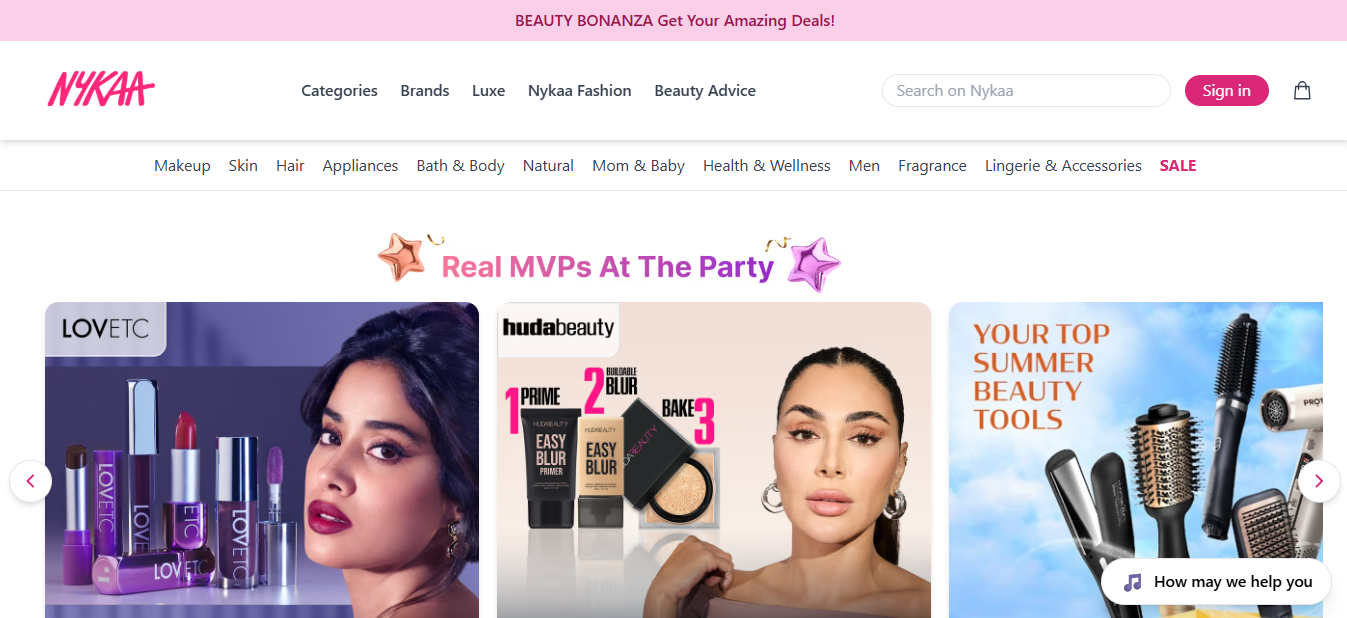 BEAUTY BONANZA Get Your Amazing Deals!
NYKAA
Categories Brands Luxe Nykaa Fashion Beauty Advice
Search on Nykaa
Sign in
Makeup Skin Hair Appliances Bath & Body Natural Mom & Baby Health & Wellness Men Fragrance Lingerie & Accessories SALE
Real MVPs At The Party
LOVETC
LOVETC
LOVETC
LOVETC
LOVETC
LOVETC
hudabeauty
1 PRIME
2 BUILDABLE
BLUR
BAKE 3
HUDABEAUTY
EASY
BLUR
PRIMER
HUDABEAUTY
EASY
BLUR
HUDABEAUTY
YOUR TOP
SUMMER
BEAUTY
TOOLS
How may we help you